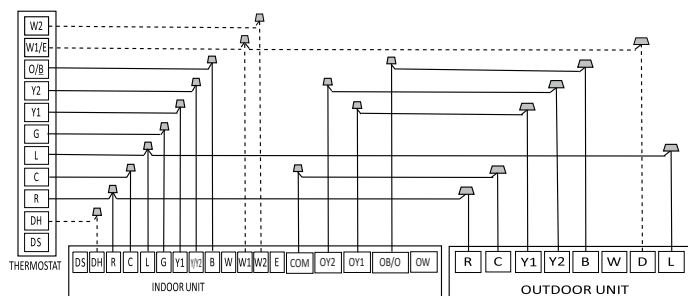 W2
W1/E
O/B
Y2
Y1
G
L
C
R
DH
DS
THERMOSTAT
DS DH R C L G Y1 Y/Y2 B W W1 W2 E COM OY2 OY1 OB/O OW
INDOOR UNIT
R C Y1 Y2 B W D L
OUTDOOR UNIT